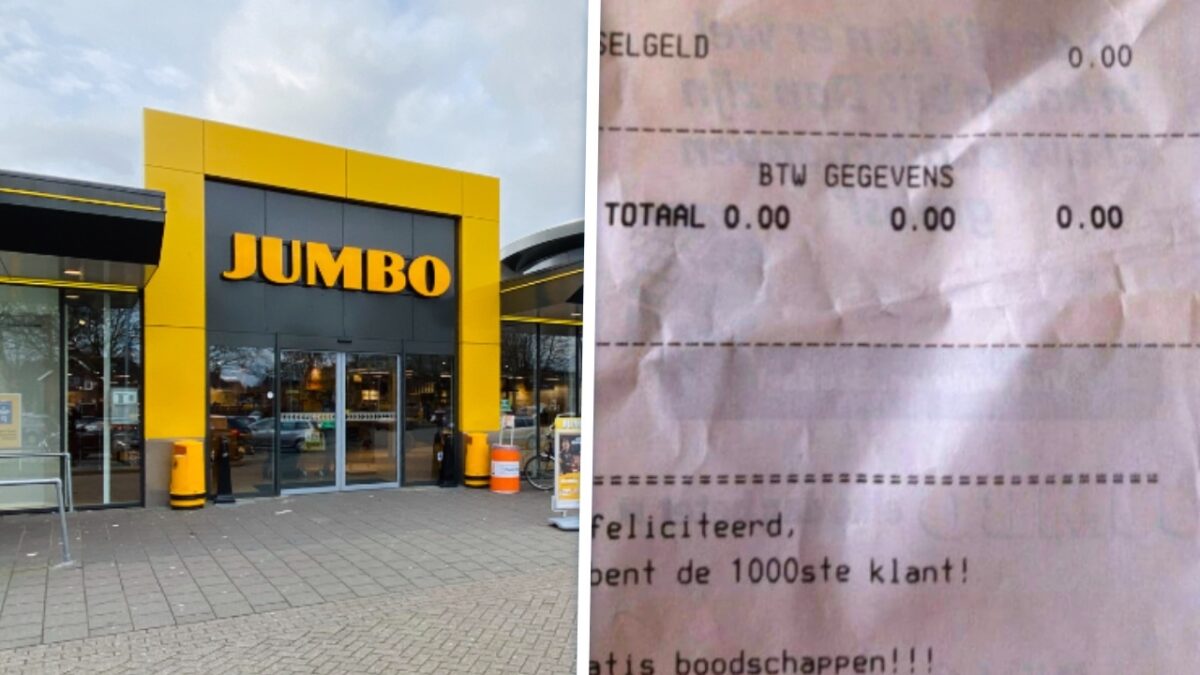 JUMBO
SELGELD 0.00
BTW GEGEVENS
TOTAAL 0.00 0.00 0.00
feliciteerd,
bent de 1000ste klant!
atis boodschappen!!!